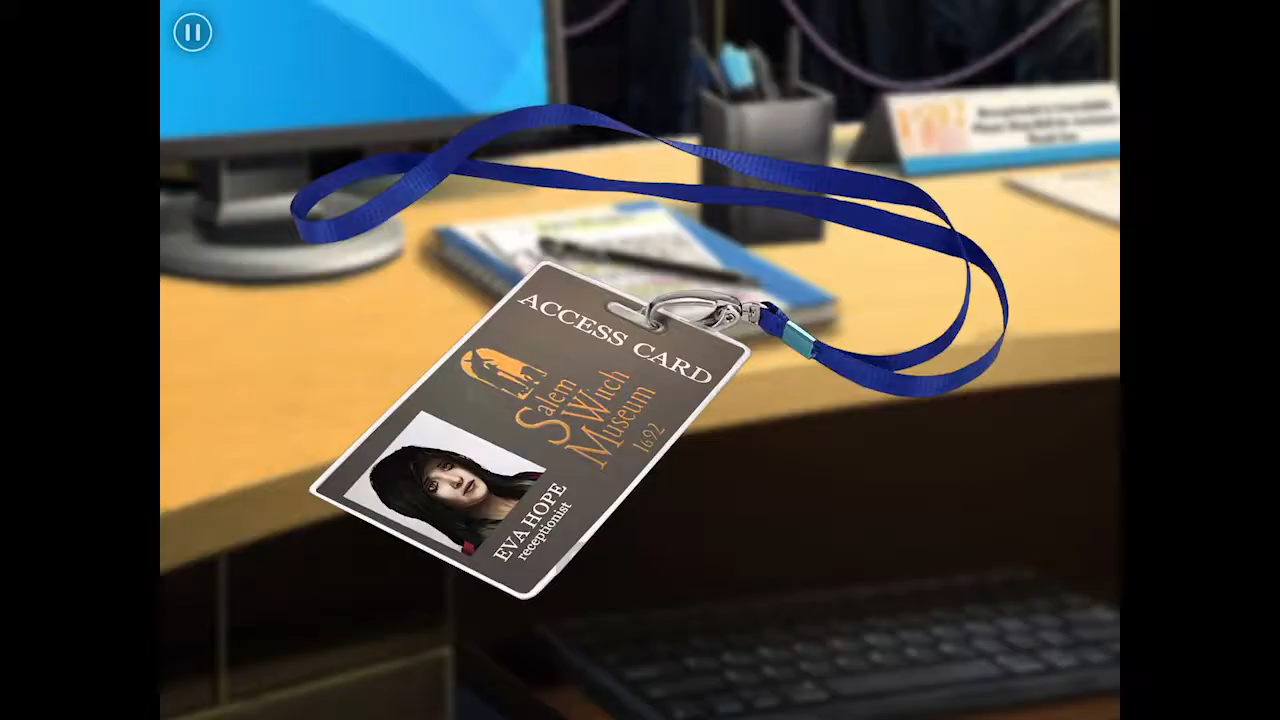 ACCESS CARD
Salem
Witch
Museum
1692
EVA HOPE
receptionist